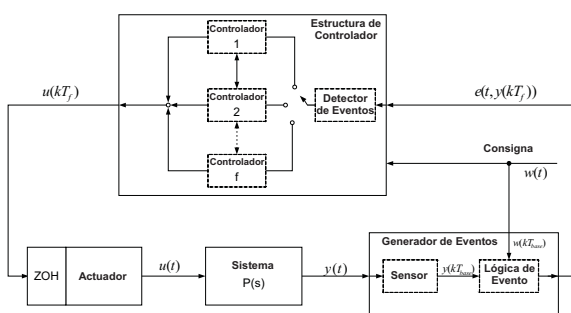 Estructura de
Controlador
Controlador
1
Controlador
2
Controlador
f
Detector
de Eventos
u(kT_f)
e(t, y(kT_f))
Consigna
w(t)
Generador de Eventos
w(kT_base)
ZOH
Actuador
u(t)
Sistema
P(s)
y(t)
Sensor
y(kT_base)
Lógica de
Evento